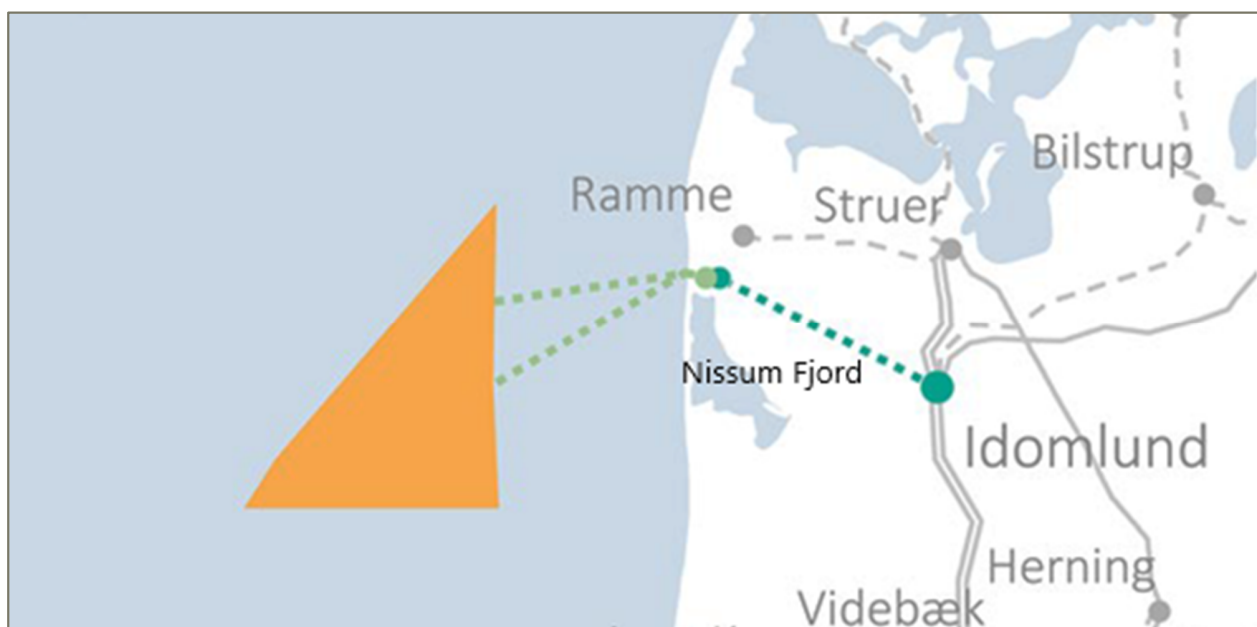 Bilstrup
Ramme
Struer
Nissum Fjord
Idomlund
Herning
Videbæk